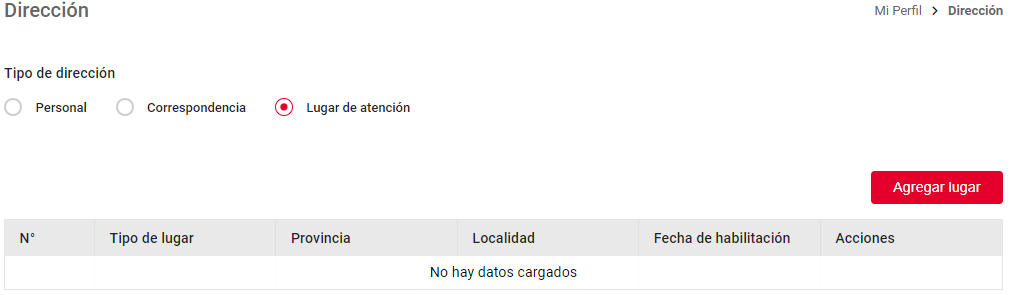 Dirección
Mi Perfil > Dirección
Tipo de dirección
Personal Correspondencia Lugar de atención
Agregar lugar
N° Tipo de lugar Provincia Localidad Fecha de habilitación Acciones
No hay datos cargados